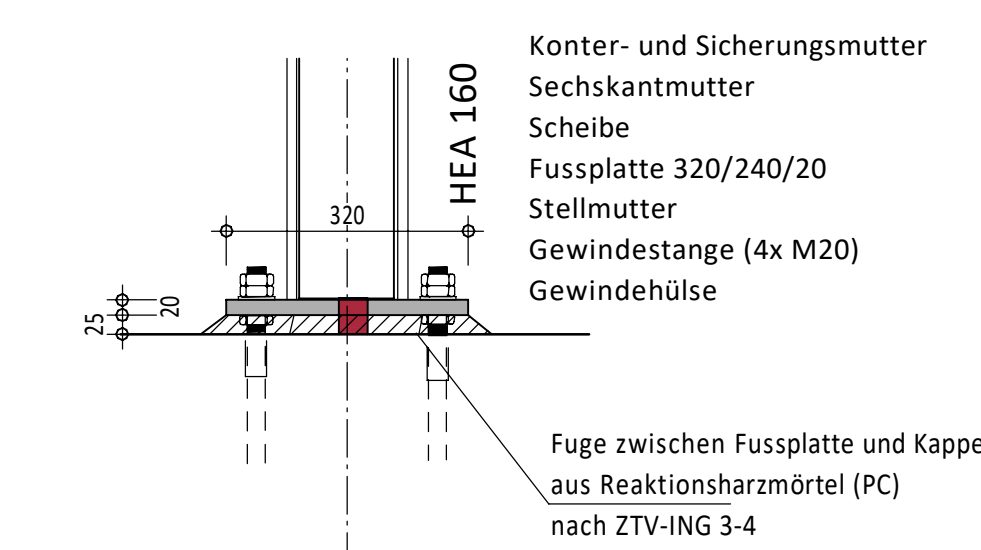 Konter- und Sicherungsmutter
Sechskantmutter
Scheibe
Fussplatte 320/240/20
Stellmutter
Gewindestange (4x M20)
Gewindehülse
HEA 160
320
20
25
Fuge zwischen Fussplatte und Kappe
aus Reaktionsharzmörtel (PC)
nach ZTV-ING 3-4